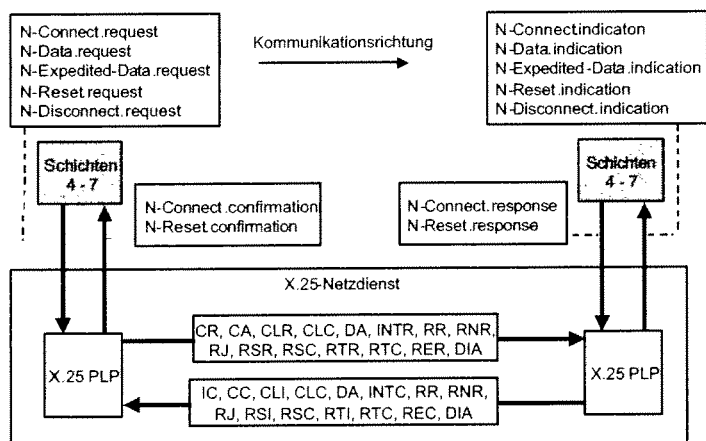 N-Connect.request
N-Data.request
N-Expedited-Data.request
N-Reset.request
N-Disconnect.request
Kommunikationsrichtung
N-Connect.indicaton
N-Data.indication
N-Expedited-Data.indication
N-Reset.indication
N-Disconnect.indication
Schichten
4 - 7
N-Connect.confirmation
N-Reset.confirmation
N-Connect.response
N-Reset.response
Schichten
4 - 7
X.25-Netzdienst
X.25 PLP
CR, CA, CLR, CLC, DA, INTR, RR, RNR,
RJ, RSR, RSC, RTR, RTC, RER, DIA
IC, CC, CLI, CLC, DA, INTC, RR, RNR,
RJ, RSI, RSC, RTI, RTC, REC, DIA
X.25 PLP